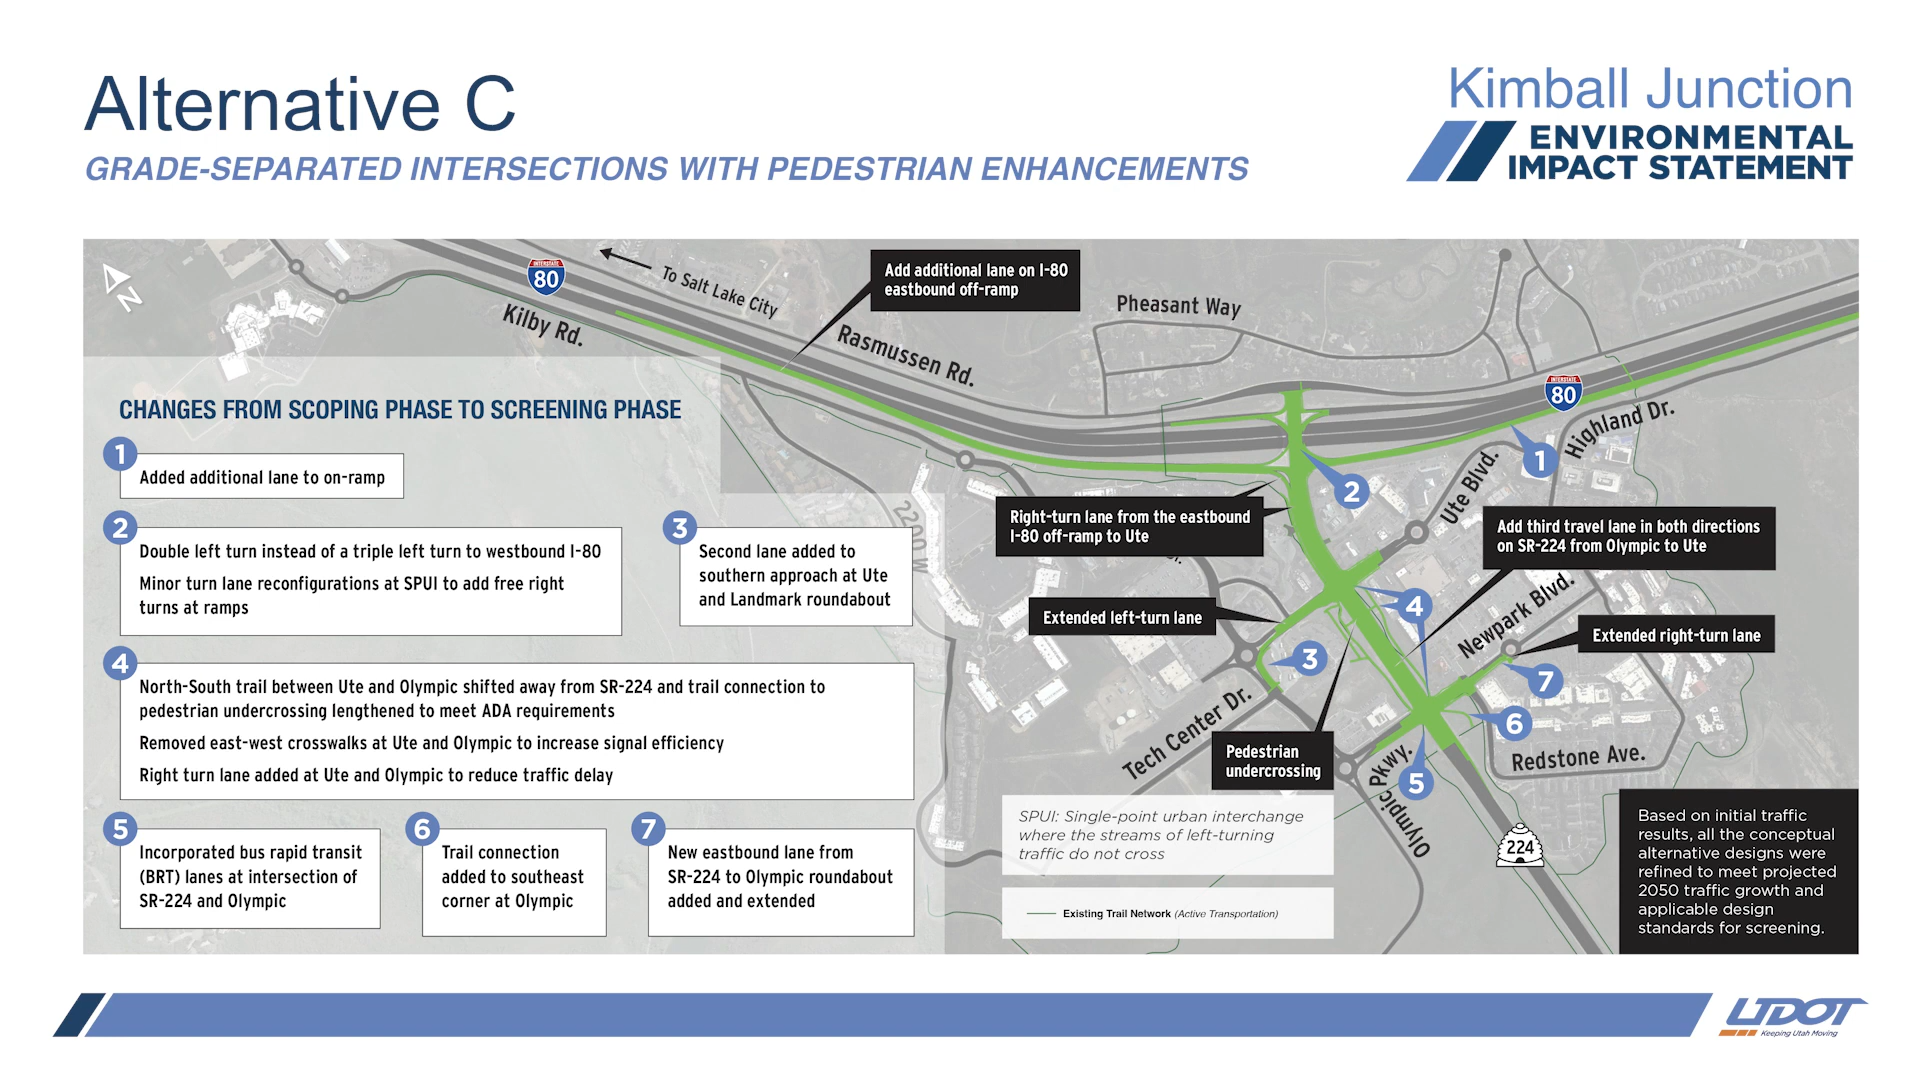 Alternative C
GRADE-SEPARATED INTERSECTIONS WITH PEDESTRIAN ENHANCEMENTS
Kimball Junction
ENVIRONMENTAL
IMPACT STATEMENT
N
INTERSTATE
80
To Salt Lake City
Kilby Rd.
Rasmussen Rd.
Add additional lane on I-80
eastbound off-ramp
Pheasant Way
INTERSTATE
80
Highland Dr.
1
2
Ute Blvd.
2200 W
Right-turn lane from the eastbound
I-80 off-ramp to Ute
Add third travel lane in both directions
on SR-224 from Olympic to Ute
Extended left-turn lane
4
Newpark Blvd.
Extended right-turn lane
3
7
6
Tech Center Dr.
Pedestrian
undercrossing
5
Olympic Pkwy.
Redstone Ave.
224
CHANGES FROM SCOPING PHASE TO SCREENING PHASE
1
Added additional lane to on-ramp
2
Double left turn instead of a triple left turn to westbound I-80
Minor turn lane reconfigurations at SPUI to add free right
turns at ramps
3
Second lane added to
southern approach at Ute
and Landmark roundabout
4
North-South trail between Ute and Olympic shifted away from SR-224 and trail connection to
pedestrian undercrossing lengthened to meet ADA requirements
Removed east-west crosswalks at Ute and Olympic to increase signal efficiency
Right turn lane added at Ute and Olympic to reduce traffic delay
5
Incorporated bus rapid transit
(BRT) lanes at intersection of
SR-224 and Olympic
6
Trail connection
added to southeast
corner at Olympic
7
New eastbound lane from
SR-224 to Olympic roundabout
added and extended
SPUI: Single-point urban interchange
where the streams of left-turning
traffic do not cross
Existing Trail Network (Active Transportation)
Based on initial traffic
results, all the conceptual
alternative designs were
refined to meet projected
2050 traffic growth and
applicable design
standards for screening.
UDOT
Keeping Utah Moving